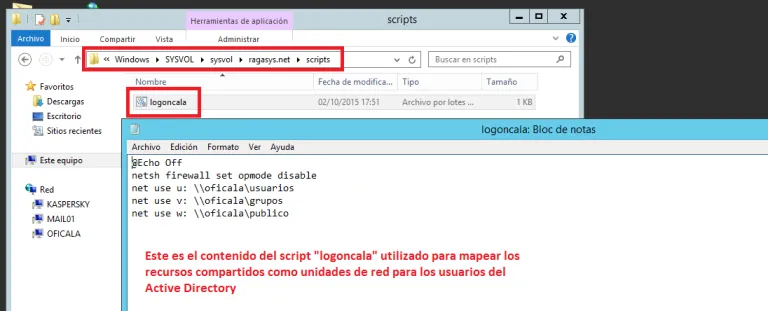 Herramientas de aplicación
scripts
Archivo
Inicio
Compartir
Vista
Administrar
« Windows ▸ SYSVOL ▸ sysvol ▸ ragasys.net ▸ scripts
Buscar en scripts
Nombre
Fecha de modifica...
Tipo
Tamaño
Favoritos
Descargas
Escritorio
Sitios recientes
Este equipo
Red
KASPERSKY
MAIL01
OFICALA
logoncala
02/10/2015 17:51
Archivo por lotes ...
1 KB
logoncala: Bloc de notas
Archivo Edición Formato Ver Ayuda
@Echo Off
netsh firewall set opmode disable
net use u: \\oficala\usuarios
net use v: \\oficala\grupos
net use w: \\oficala\publico
Este es el contenido del script "logoncala" utilizado para mapear los
recursos compartidos como unidades de red para los usuarios del
Active Directory